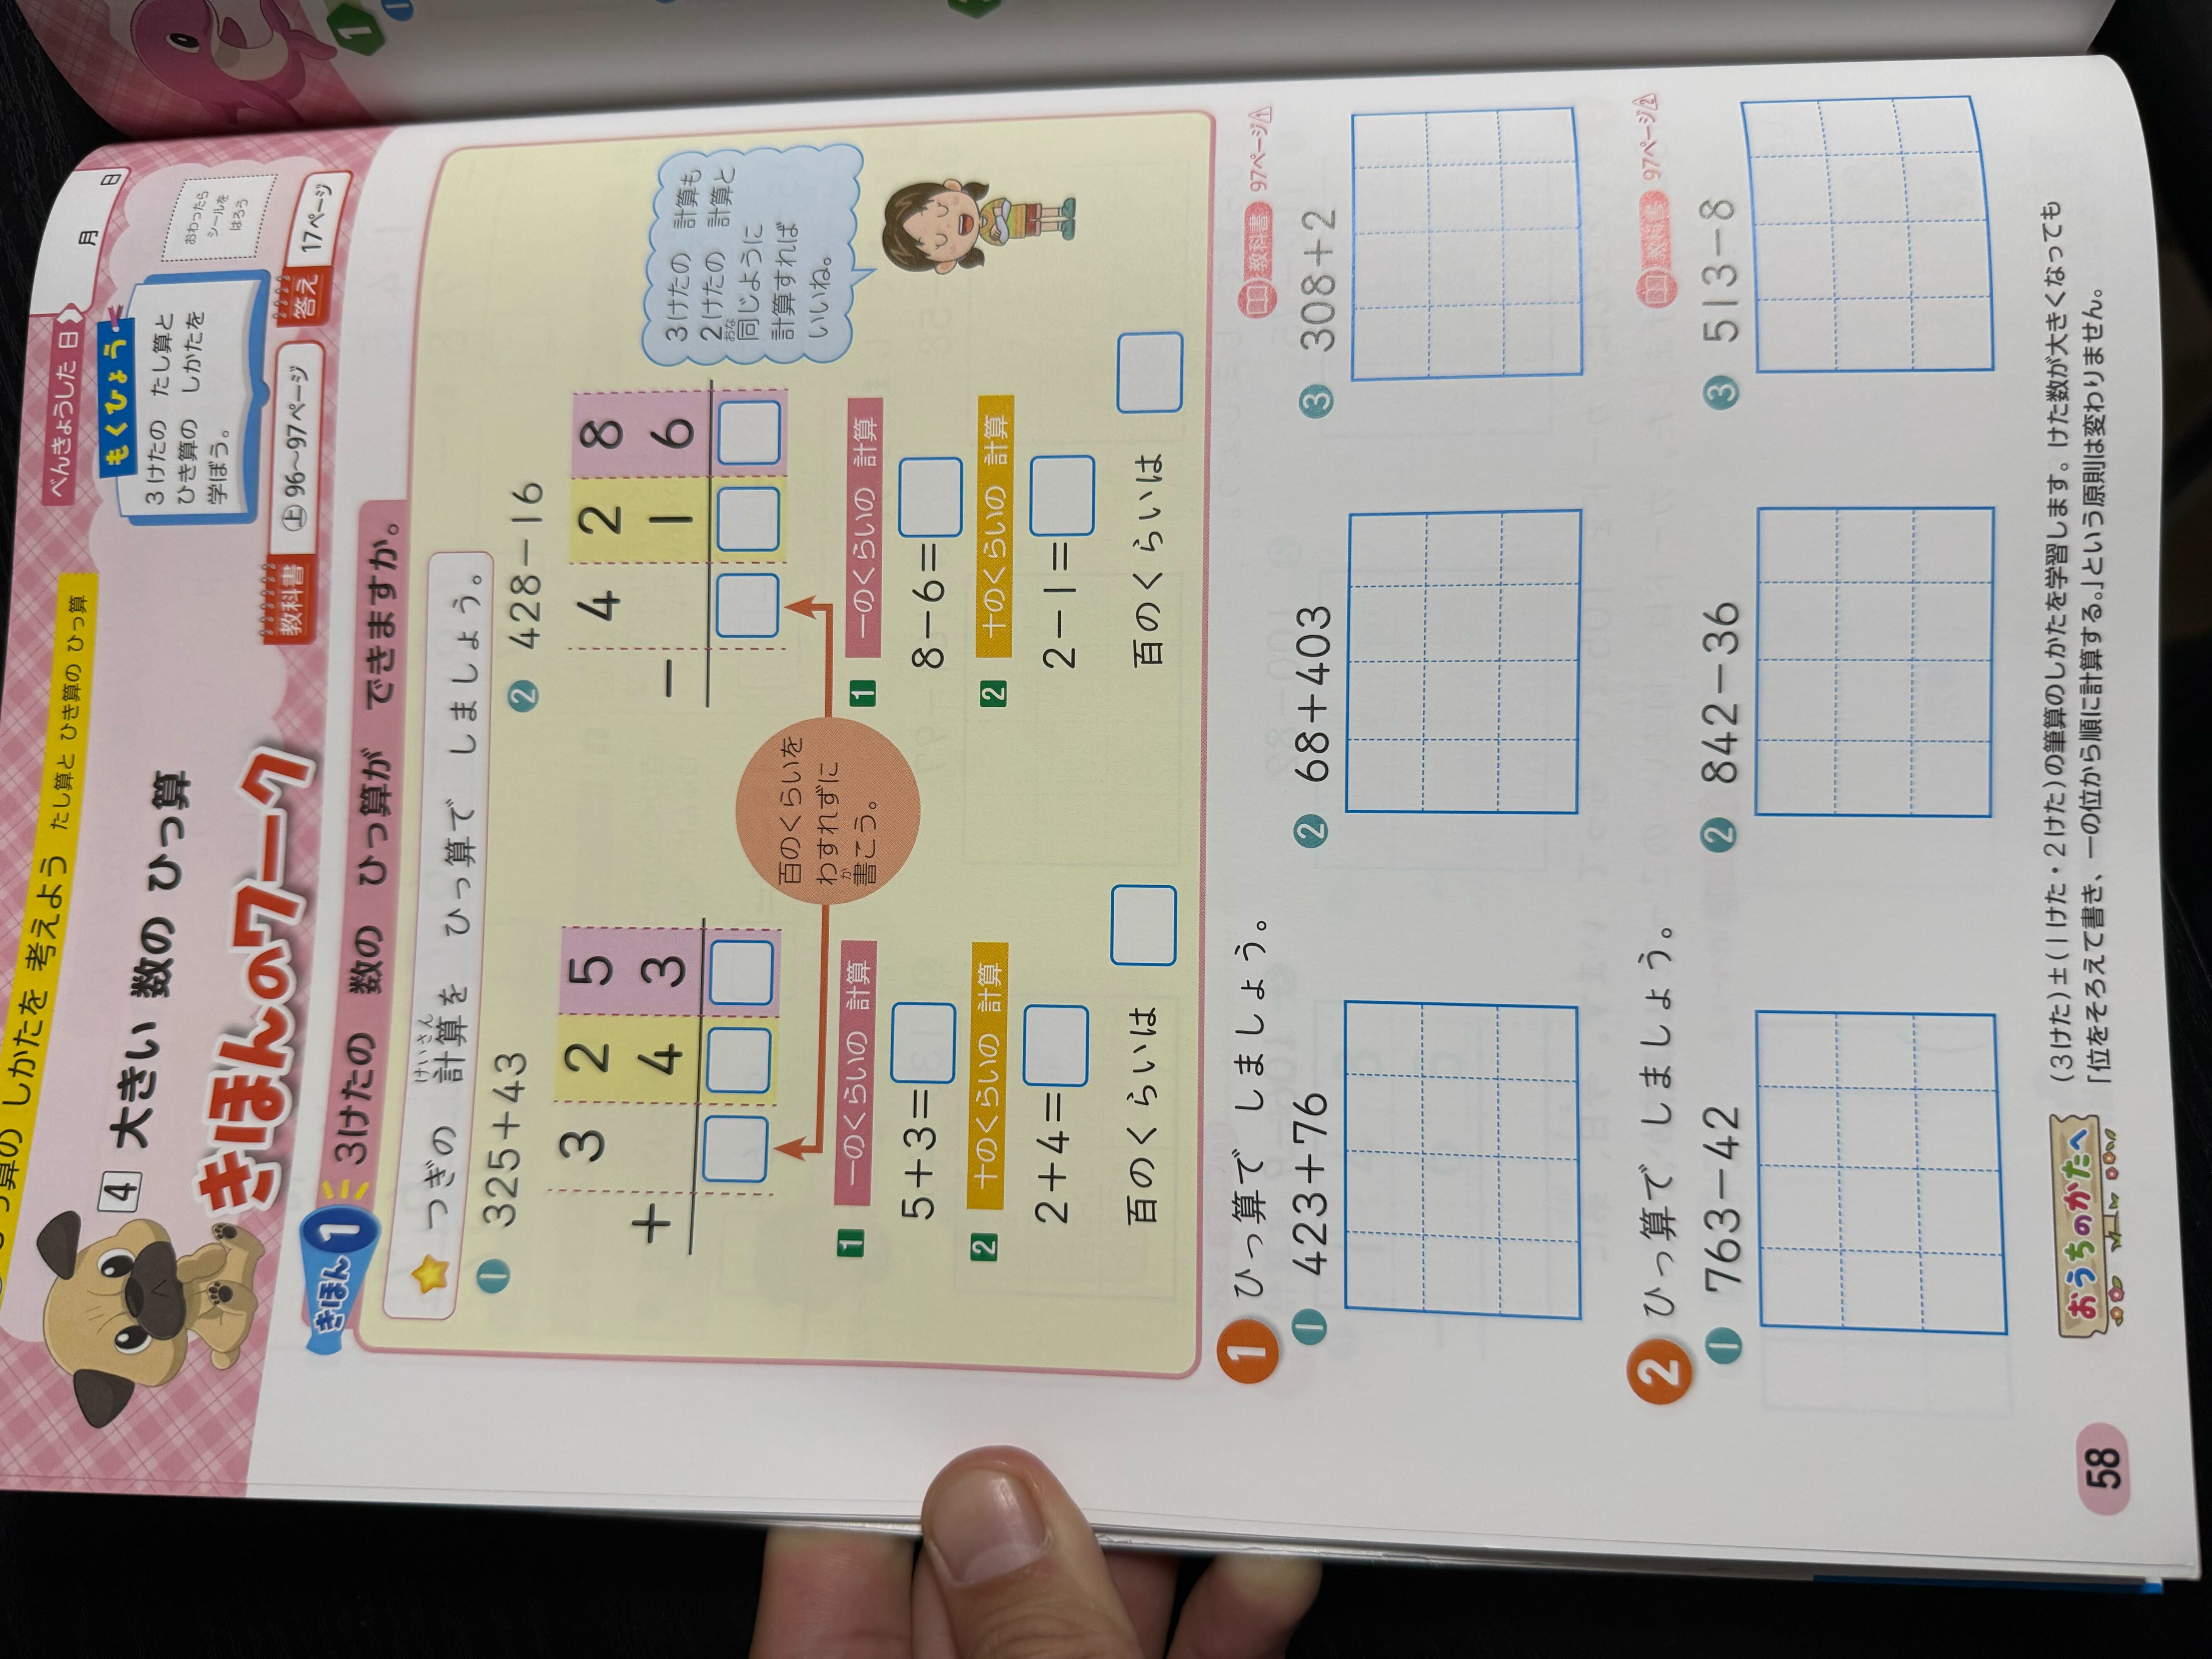 っ算の しかたを 考えよう たし算と ひき算の ひっ算
べんきょうした 日
月 日
4 大きい 数の ひっ算
きほんのワーク
もくひょう
3けたの たし算と
ひき算の しかたを
学ぼう。
おわったら
シールを
はろう
教科書 上 96〜97ページ
答え 17ページ
きほん 1 3けたの 数の ひっ算が できますか。
つぎの 計算を ひっ算で しましょう。
けいさん
1 325+43
3 2 5
+ 4 3
2 428−16
4 2 8
− 1 6
3けたの 計算も
2けたの 計算と
おな
同じように
計算すれば
いいね。
百のくらいを
わすれずに
か
書こう。
1 一のくらいの 計算
5+3=
2 十のくらいの 計算
2+4=
百のくらいは
1 一のくらいの 計算
8−6=
2 十のくらいの 計算
2−1=
百のくらいは
1 ひっ算で しましょう。
教科書 97ページ 1
1 423+76
2 68+403
3 308+2
2 ひっ算で しましょう。
教科書 97ページ 2
1 763−42
2 842−36
3 513−8
おうちのかたへ
(3けた)±(1けた・2けた)の筆算のしかたを学習します。けた数が大きくなっても
「位をそろえて書き、一の位から順に計算する。」という原則は変わりません。
58
1